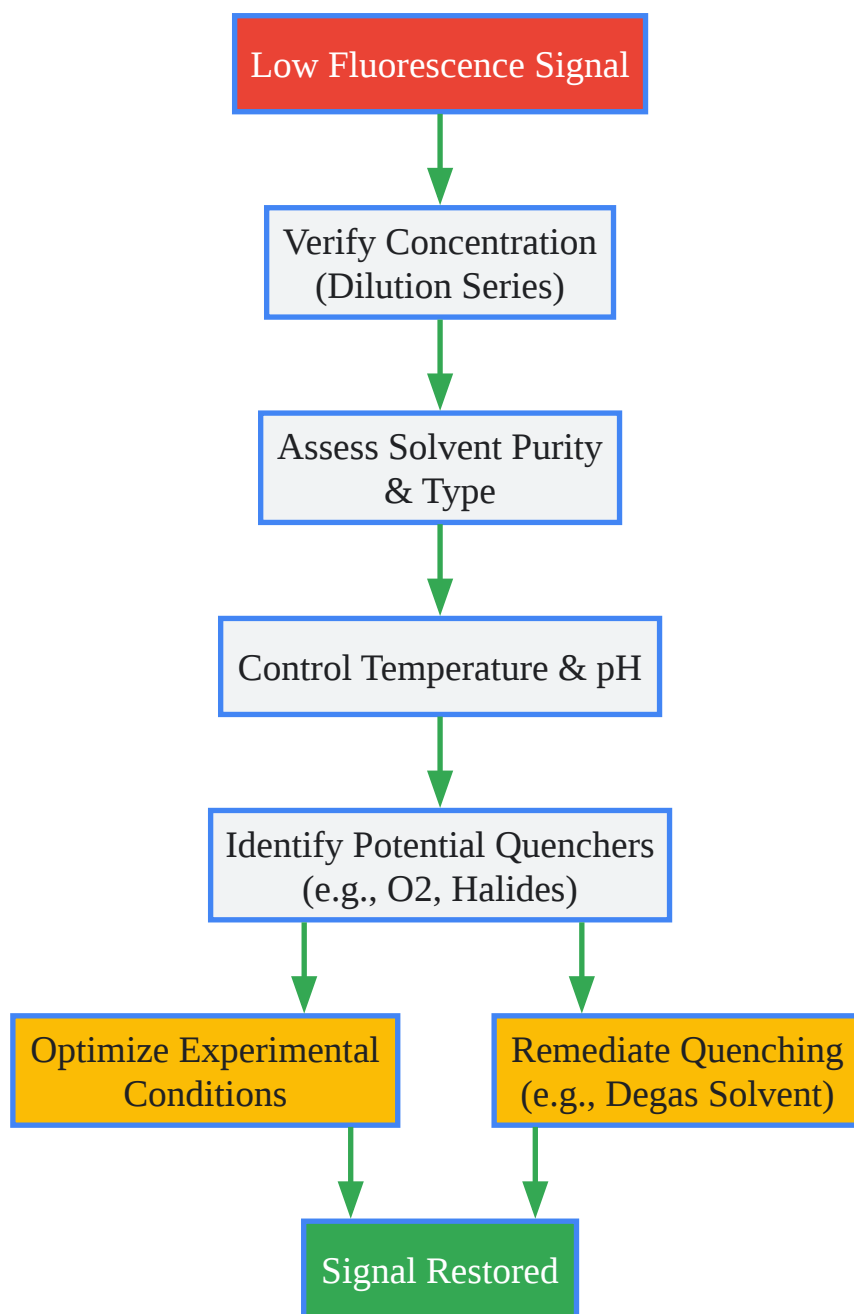 Low Fluorescence Signal
Verify Concentration
(Dilution Series)
Assess Solvent Purity
& Type
Control Temperature & pH
Identify Potential Quenchers
(e.g., O2, Halides)
Optimize Experimental
Conditions
Remediate Quenching
(e.g., Degas Solvent)
Signal Restored